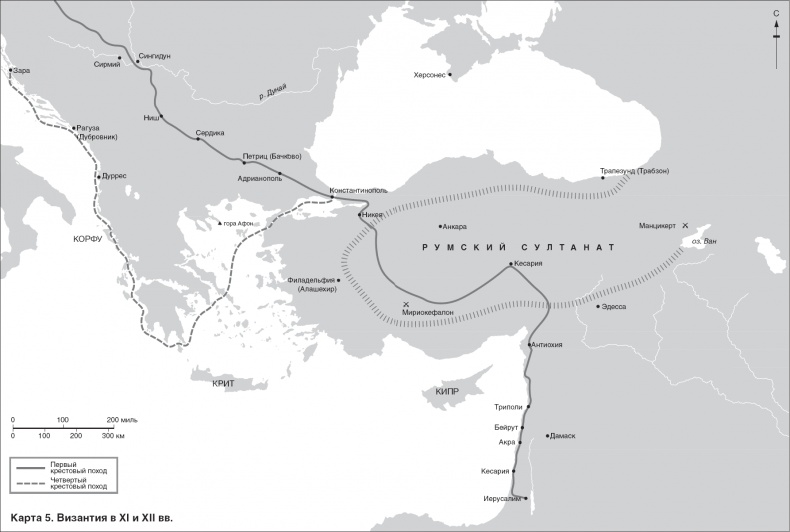 С
Зара
Сирмий
Сингидун
р. Дунай
Херсонес
Ниш
Рагуза
(Дубровник)
Сердика
Петриц (Бачково)
Адрианополь
Константинополь
Дуррес
Трапезунд (Трабзон)
Никея
гора Афон
Анкара
Манцикерт
оз. Ван
КОРФУ
РУМСКИЙ СУЛТАНАТ
Кесария
Филадельфия
(Алашехир)
Мириокефалон
Эдесса
Антиохия
КРИТ
КИПР
Триполи
Бейрут
Акра
Дамаск
Кесария
Иерусалим
0 100 200 миль
0 100 200 300 км
Первый
крестовый поход
Четвертый
крестовый поход
Карта 5. Византия в XI и XII вв.